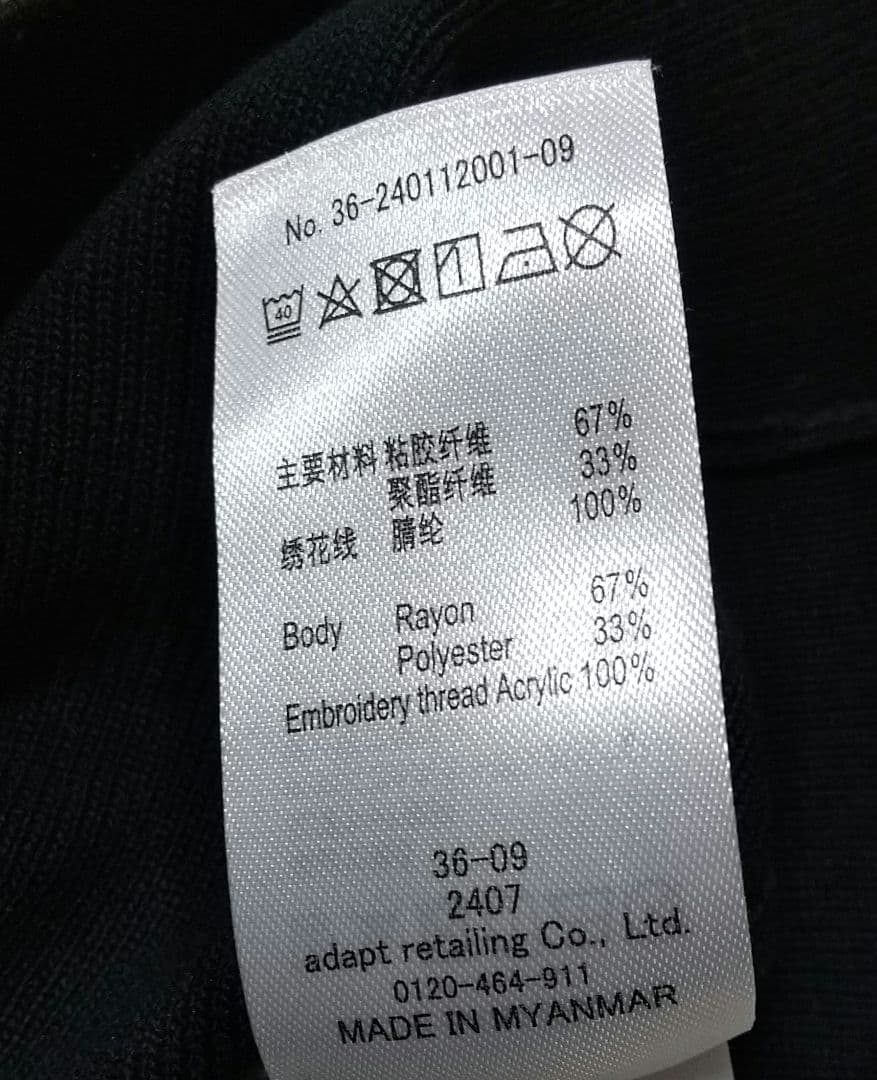 No. 36-240112001-09
40
主要材料 粘胶纤维 67%
聚酯纤维 33%
绣花线 腈纶 100%
Body Rayon 67%
Polyester 33%
Embroidery thread Acrylic 100%
36-09
2407
adapt retailing Co., Ltd.
0120-464-911
MADE IN MYANMAR